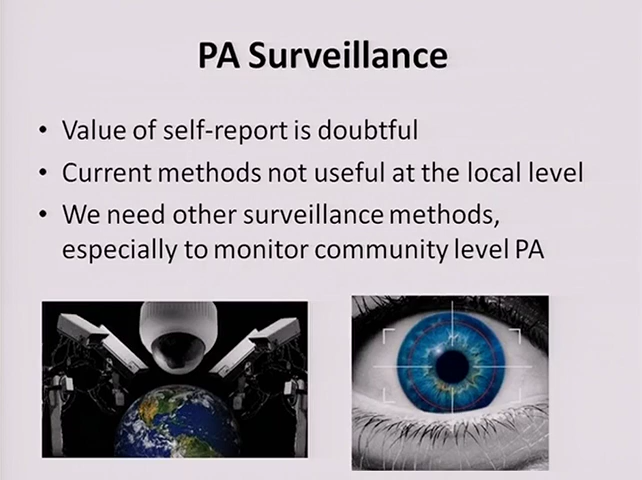 PA Surveillance
• Value of self-report is doubtful
• Current methods not useful at the local level
• We need other surveillance methods,
especially to monitor community level PA